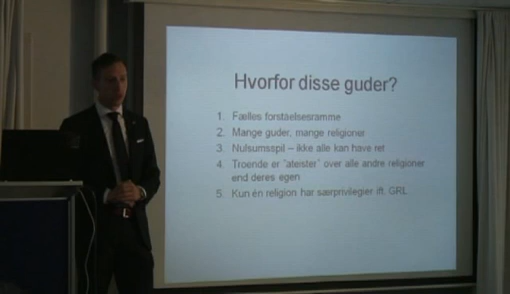 Hvorfor disse guder?
1. Fælles forståelsesramme
2. Mange guder, mange religioner
3. Nulsumsspil – ikke alle kan have ret
4. Troende er "ateister" over alle andre religioner
end deres egen
5. Kun én religion har særprivilegier ift. GRL